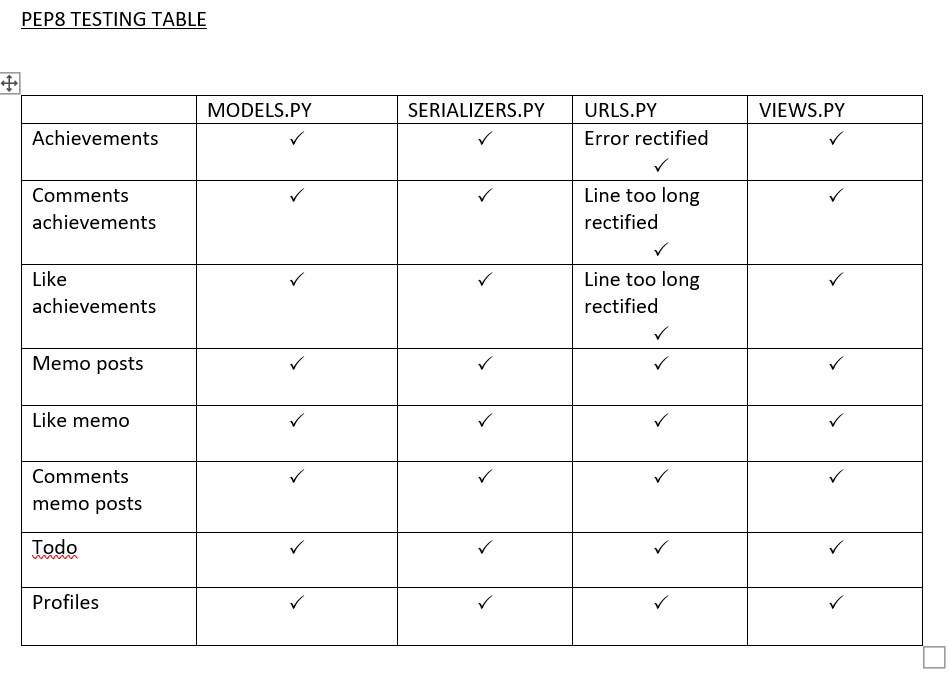 PEP8 TESTING TABLE
MODELS.PY SERIALIZERS.PY URLS.PY VIEWS.PY
Achievements ✓ ✓ Error rectified ✓
✓
Comments ✓ ✓ Line too long ✓
achievements rectified
✓
Like ✓ ✓ Line too long ✓
achievements rectified
✓
Memo posts ✓ ✓ ✓ ✓
Like memo ✓ ✓ ✓ ✓
Comments ✓ ✓ ✓ ✓
memo posts
Todo ✓ ✓ ✓ ✓
Profiles ✓ ✓ ✓ ✓